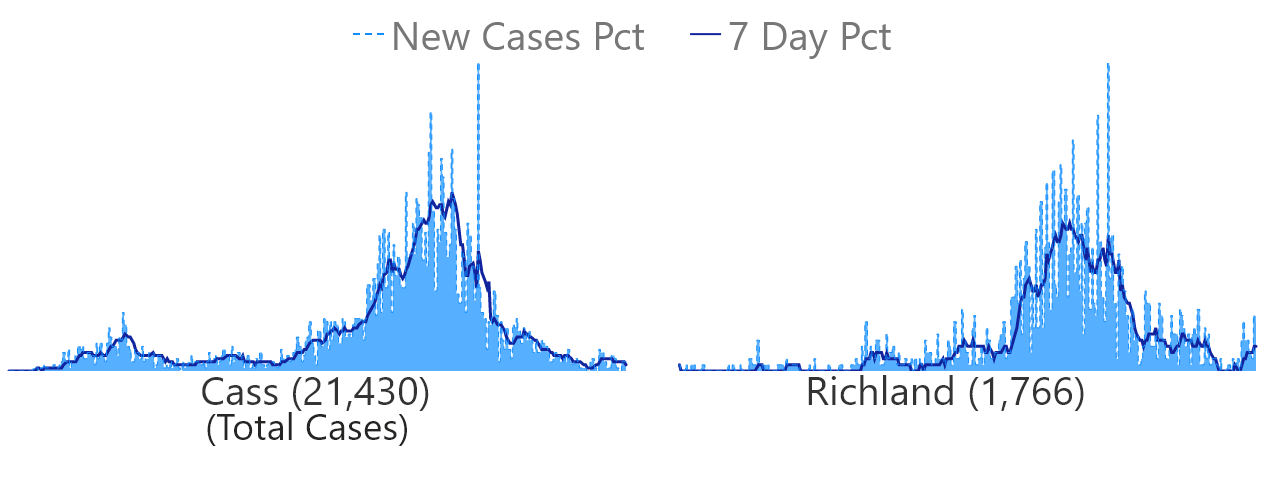 New Cases Pct 7 Day Pct
Cass (21,430)
(Total Cases)
Richland (1,766)